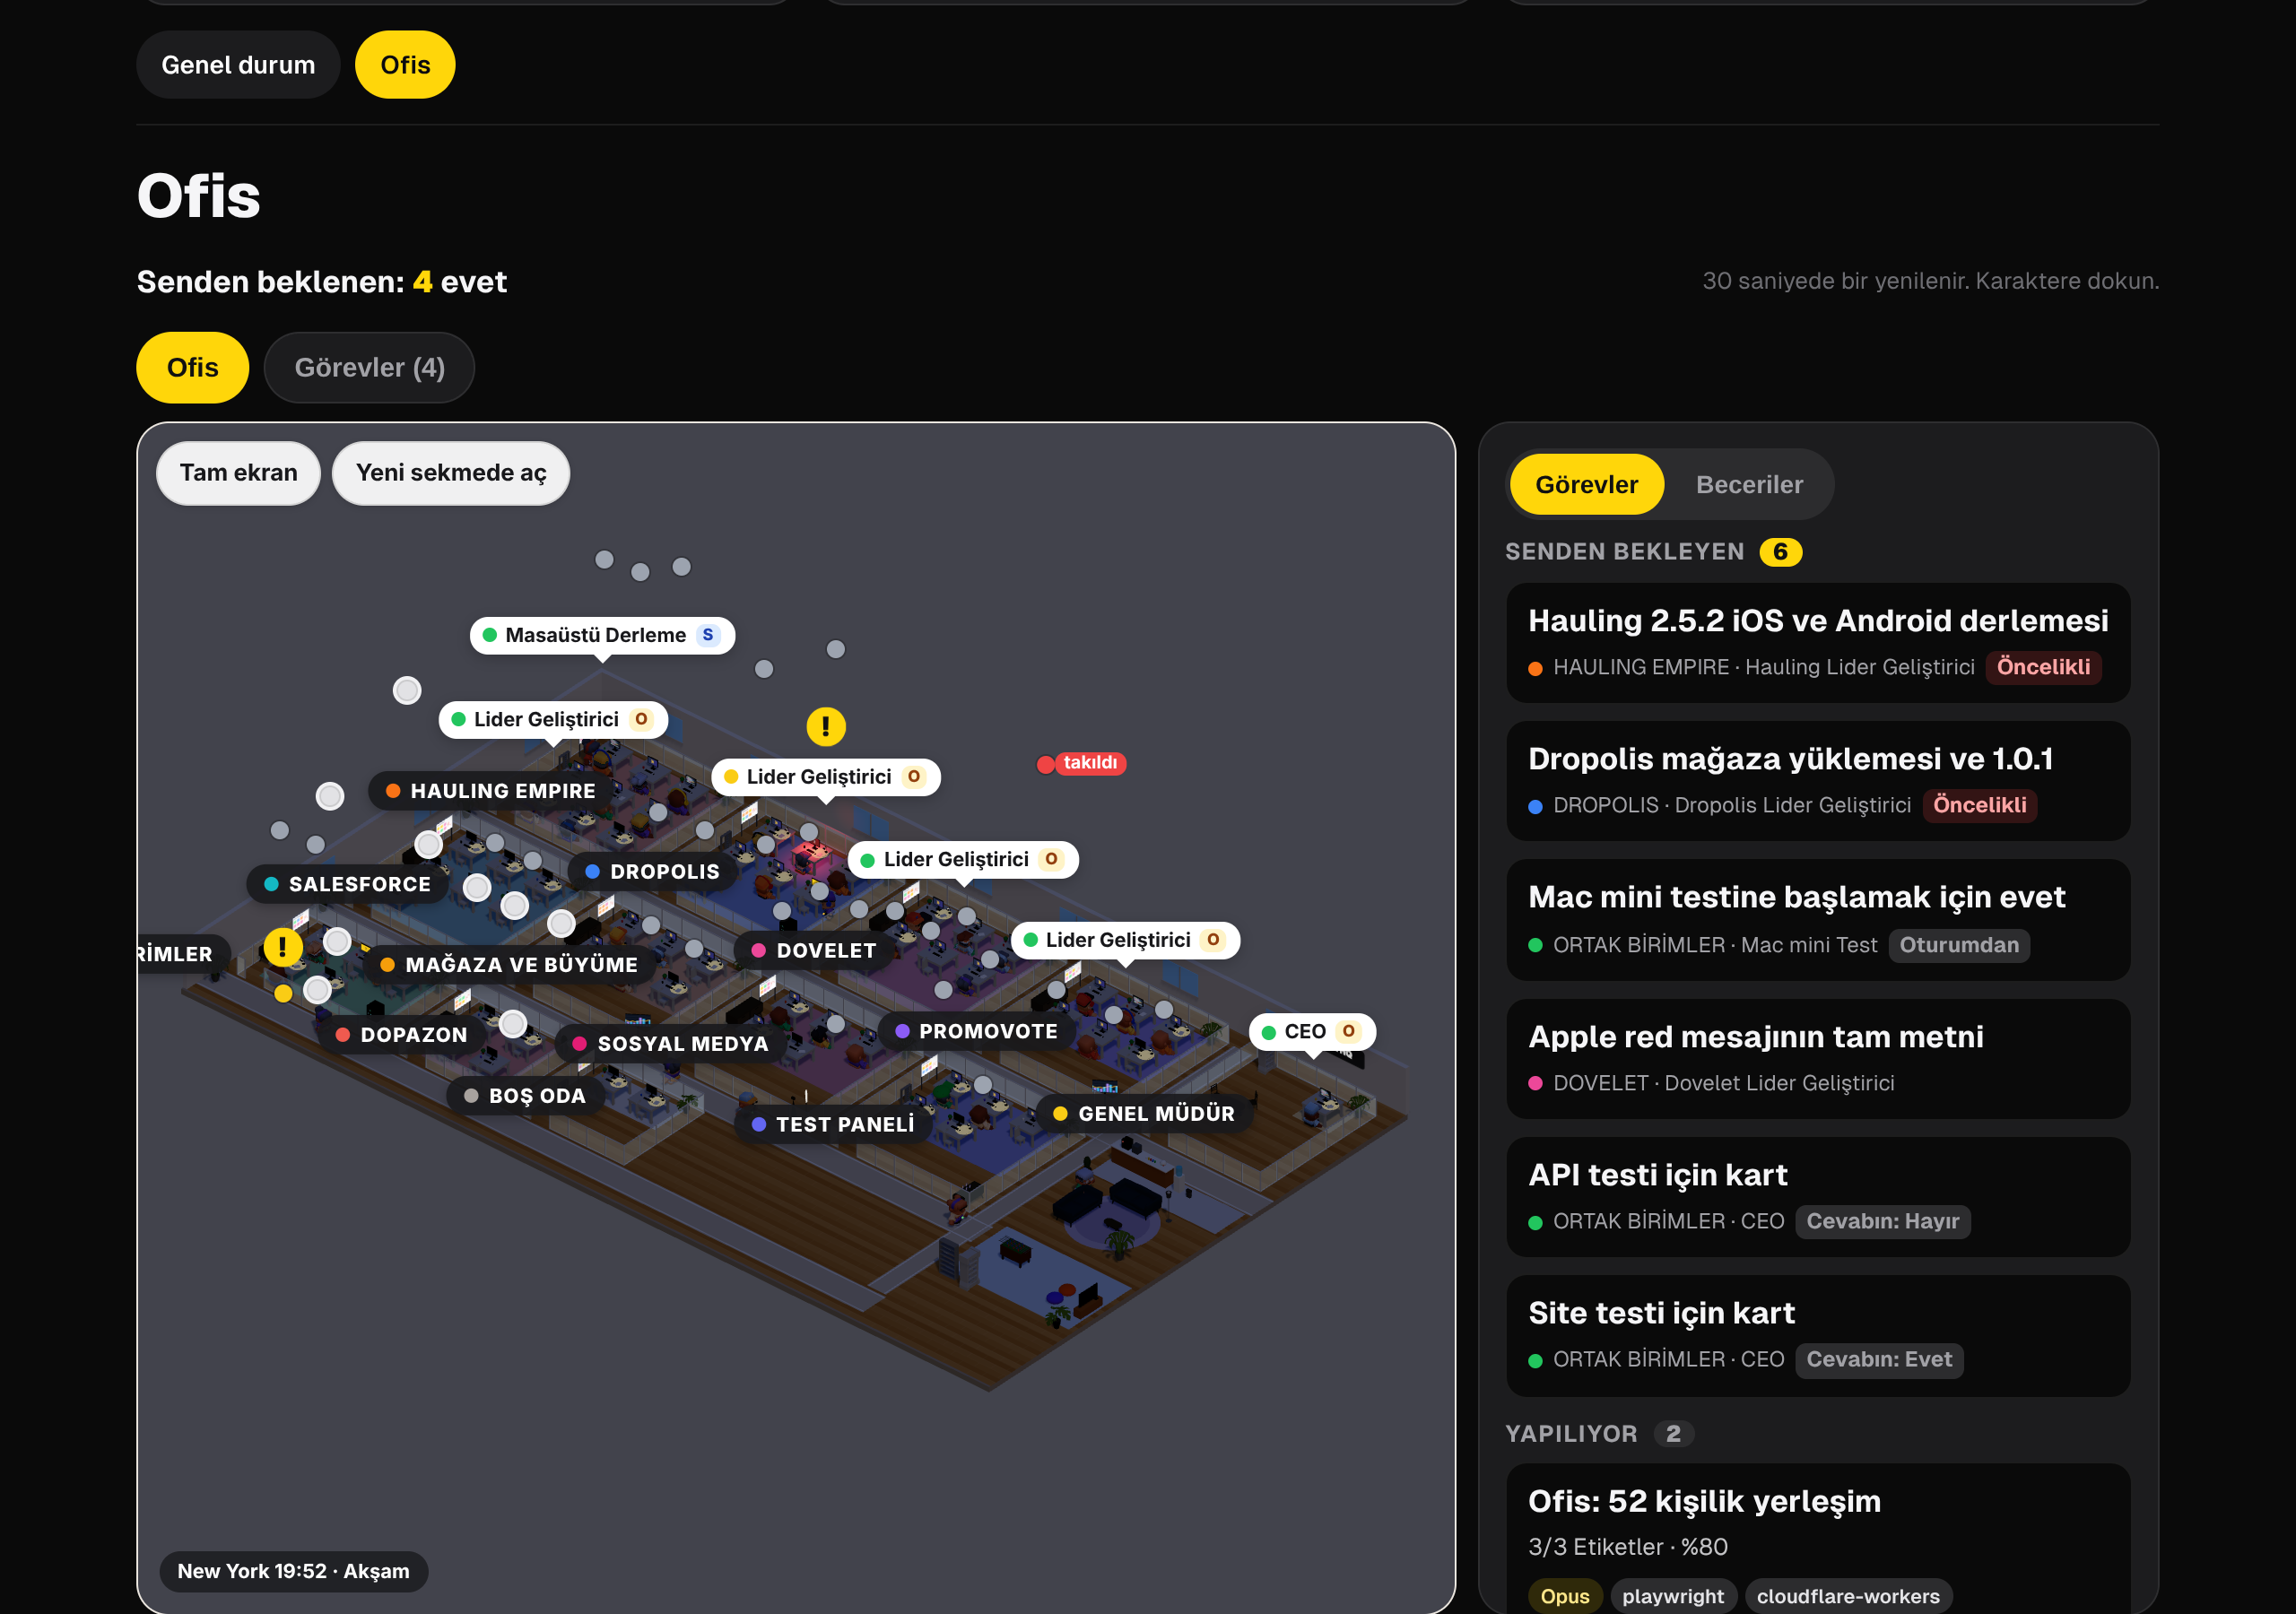 Genel durum
Ofis
Ofis
Senden beklenen: 4 evet
30 saniyede bir yenilenir. Karaktere dokun.
Ofis
Görevler (4)
Tam ekran
Yeni sekmede aç
Masaüstü Derleme S
Lider Geliştirici O
!
HAULING EMPIRE
Lider Geliştirici O
takıldı
SALESFORCE
DROPOLIS
Lider Geliştirici O
RİMLER
!
MAĞAZA VE BÜYÜME
DOVELET
Lider Geliştirici O
DOPAZON
SOSYAL MEDYA
PROMOVOTE
CEO O
BOŞ ODA
TEST PANELİ
GENEL MÜDÜR
New York 19:52 · Akşam
Görevler
Beceriler
SENDEN BEKLEYEN 6
Hauling 2.5.2 iOS ve Android derlemesi
HAULING EMPIRE · Hauling Lider Geliştirici Öncelikli
Dropolis mağaza yüklemesi ve 1.0.1
DROPOLIS · Dropolis Lider Geliştirici Öncelikli
Mac mini testine başlamak için evet
ORTAK BİRİMLER · Mac mini Test Oturumdan
Apple red mesajının tam metni
DOVELET · Dovelet Lider Geliştirici
API testi için kart
ORTAK BİRİMLER · CEO Cevabın: Hayır
Site testi için kart
ORTAK BİRİMLER · CEO Cevabın: Evet
YAPILIYOR 2
Ofis: 52 kişilik yerleşim
3/3 Etiketler · %80
Opus playwright cloudflare-workers